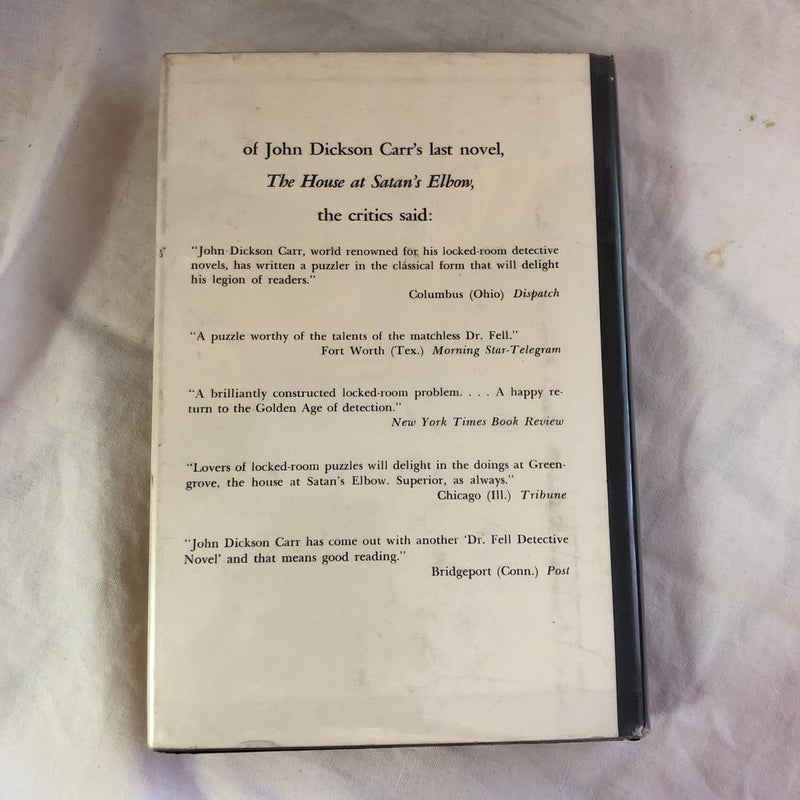 of John Dickson Carr's last novel,
The House at Satan's Elbow,
the critics said:
"John Dickson Carr, world renowned for his locked-room detective
novels, has written a puzzler in the classical form that will delight
his legion of readers."
Columbus (Ohio) Dispatch
"A puzzle worthy of the talents of the matchless Dr. Fell."
Fort Worth (Tex.) Morning Star-Telegram
"A brilliantly constructed locked-room problem. . . . A happy re-
turn to the Golden Age of detection."
New York Times Book Review
"Lovers of locked-room puzzles will delight in the doings at Green-
grove, the house at Satan's Elbow. Superior, as always."
Chicago (Ill.) Tribune
"John Dickson Carr has come out with another 'Dr. Fell Detective
Novel' and that means good reading."
Bridgeport (Conn.) Post